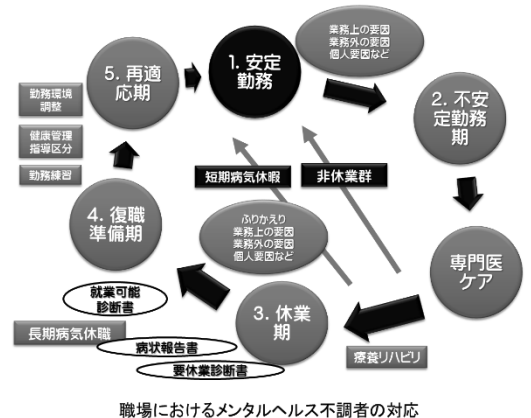 1. 安定
勤務
業務上の要因
業務外の要因
個人要因など
2. 不安
定勤務
期
専門医
ケア
療養リハビリ
3. 休業
期
ふりかえり
業務上の要因
業務外の要因
個人要因など
短期病気休暇
非休業群
要休業診断書
病状報告書
長期病気休職
就業可能
診断書
4. 復職
準備期
勤務練習
健康管理
指導区分
勤務環境
調整
5. 再適
応期
職場におけるメンタルヘルス不調者の対応